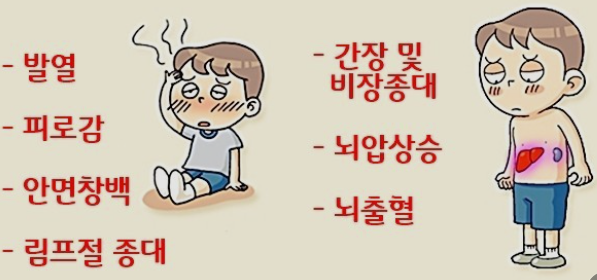 - 발열
- 피로감
- 안면창백
- 림프절 종대
- 간장 및
비장종대
- 뇌압상승
- 뇌출혈